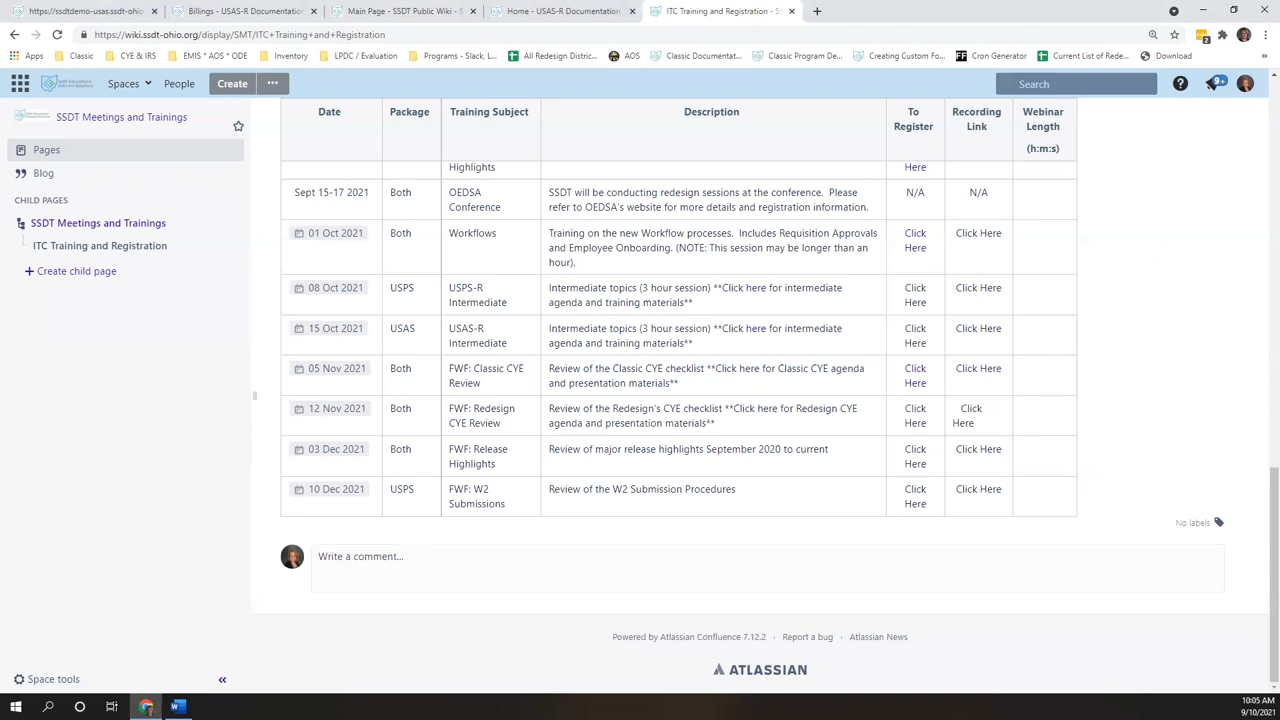 https://ssdtdemo-usas.ssdt-ohio
Billings - USAS-R Documentation
Main Page - SSDT Public Wiki - S
Home - USAS-R Documentation
ITC Training and Registration - S
wiki.ssdt-ohio.org/display/SMT/ITC+Training+and+Registration
Apps
Classic
CYE & IRS
EMIS * AOS * ODE
Inventory
LPDC / Evaluation
Programs - Slack, G...
All Redesign District...
AOS
Classic Documentat...
Classic Program De...
Creating Custom For...
Cron Generator
Current List of Rede...
Download
Spaces
People
Create
Search
9+
SSDT Meetings and Trainings
Pages
Blog
CHILD PAGES
SSDT Meetings and Trainings
ITC Training and Registration
+ Create child page
Date Package Training Subject Description To Register Recording Link Webinar Length (h:m:s)
Highlights Here
Sept 15-17 2021 Both OEDSA Conference SSDT will be conducting redesign sessions at the conference. Please
refer to OEDSA's website for more details and registration information. N/A N/A
01 Oct 2021 Both Workflows Training on the new Workflow processes. Includes Requisition Approvals
and Employee Onboarding. (NOTE: This session may be longer than an
hour). Click Here Click Here
08 Oct 2021 USPS USPS-R Intermediate Intermediate topics (3 hour session) **Click here for intermediate
agenda and training materials** Click Here Click Here
15 Oct 2021 USAS USAS-R Intermediate Intermediate topics (3 hour session) **Click here for intermediate
agenda and training materials** Click Here Click Here
05 Nov 2021 Both FWF: Classic CYE Review Review of the Classic CYE checklist **Click here for Classic CYE agenda
and presentation materials** Click Here Click Here
12 Nov 2021 Both FWF: Redesign CYE Review Review of the Redesign's CYE checklist **Click here for Redesign CYE
agenda and presentation materials** Click Here Click Here
03 Dec 2021 Both FWF: Release Highlights Review of major release highlights September 2020 to current Click Here Click Here
10 Dec 2021 USPS FWF: W2 Submissions Review of the W2 Submission Procedures Click Here Click Here
No labels
Write a comment...
Powered by Atlassian Confluence 7.12.2 · Report a bug · Atlassian News
ATLASSIAN
Space tools
10:05 AM
9/10/2021